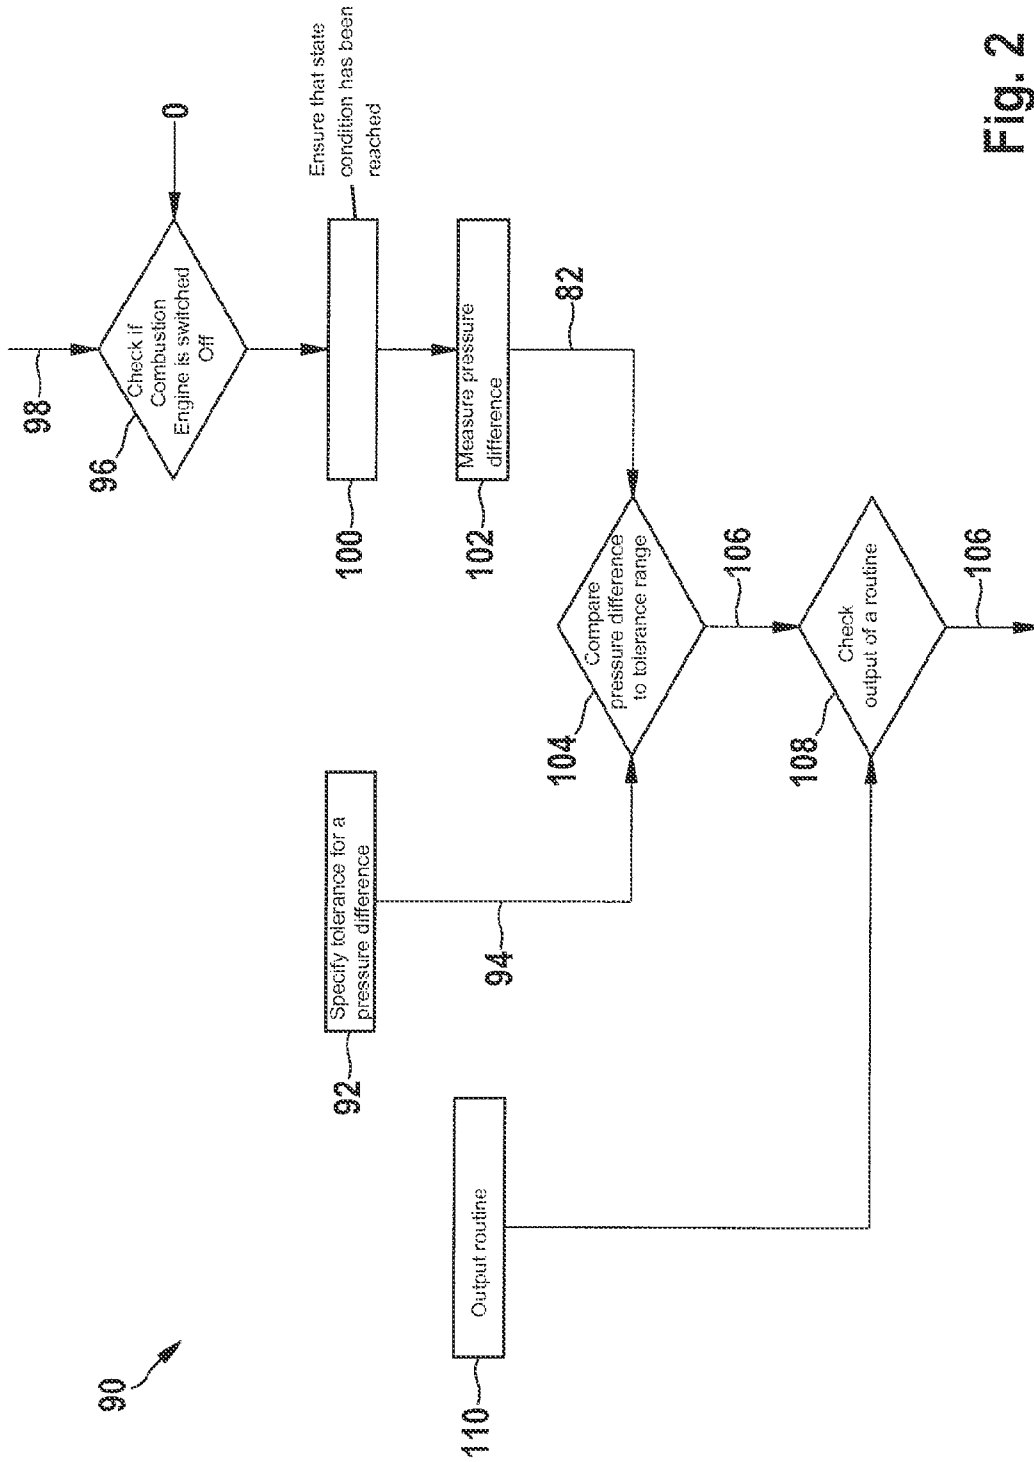 90
98
96
Check if
Combustion
Engine is switched
Off
0
Ensure that state
condition has been
reached
100
102
Measure pressure
difference
82
92
Specify tolerance for a
pressure difference
94
104
Compare
pressure difference
to tolerance range
106
110
Output routine
108
Check
output of a routine
106
Fig. 2